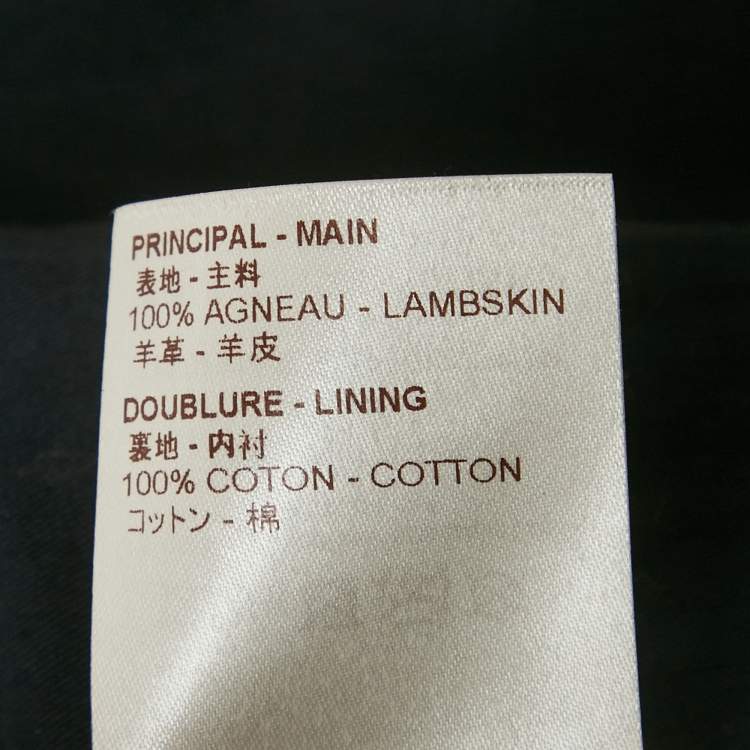 PRINCIPAL - MAIN
表地 - 主料
100% AGNEAU - LAMBSKIN
羊革 - 羊皮
DOUBLURE - LINING
裏地 - 内衬
100% COTON - COTTON
コットン - 棉